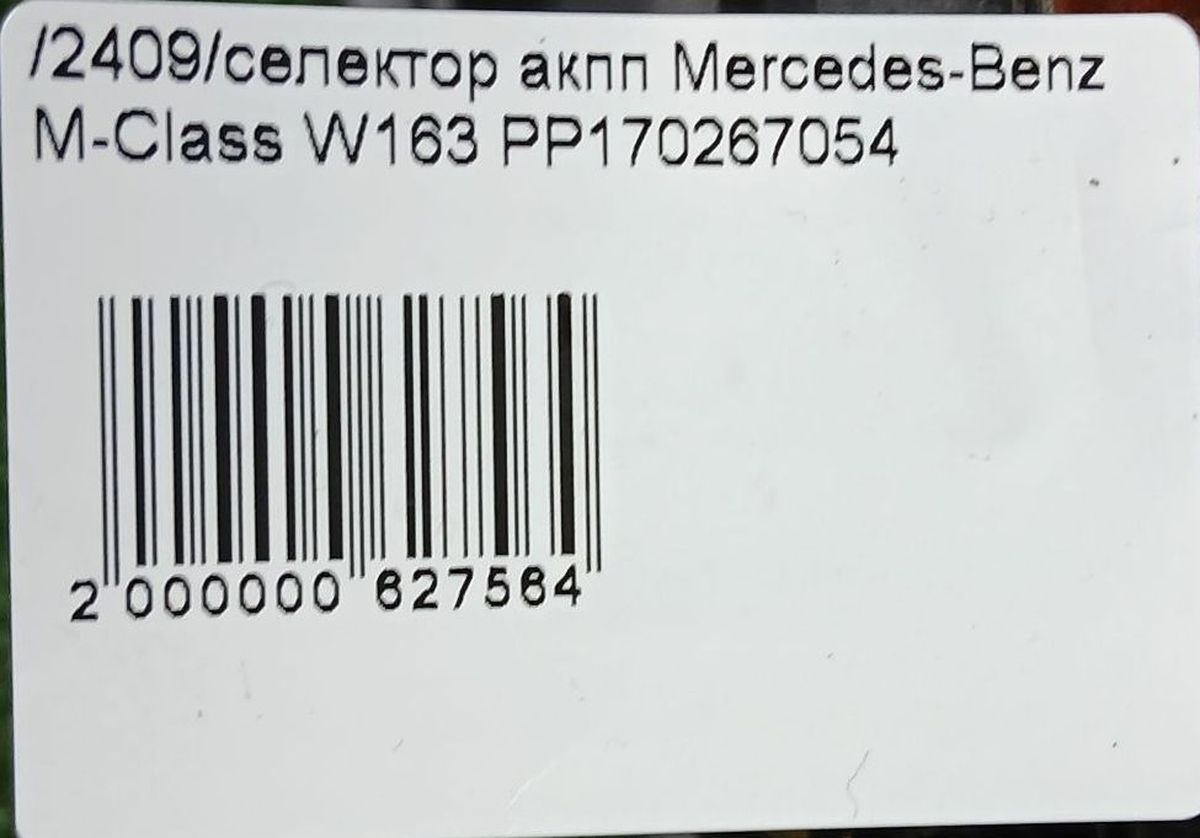 /2409/селектор акпп Mercedes-Benz
M-Class W163 PP170267054
2 000000 627564